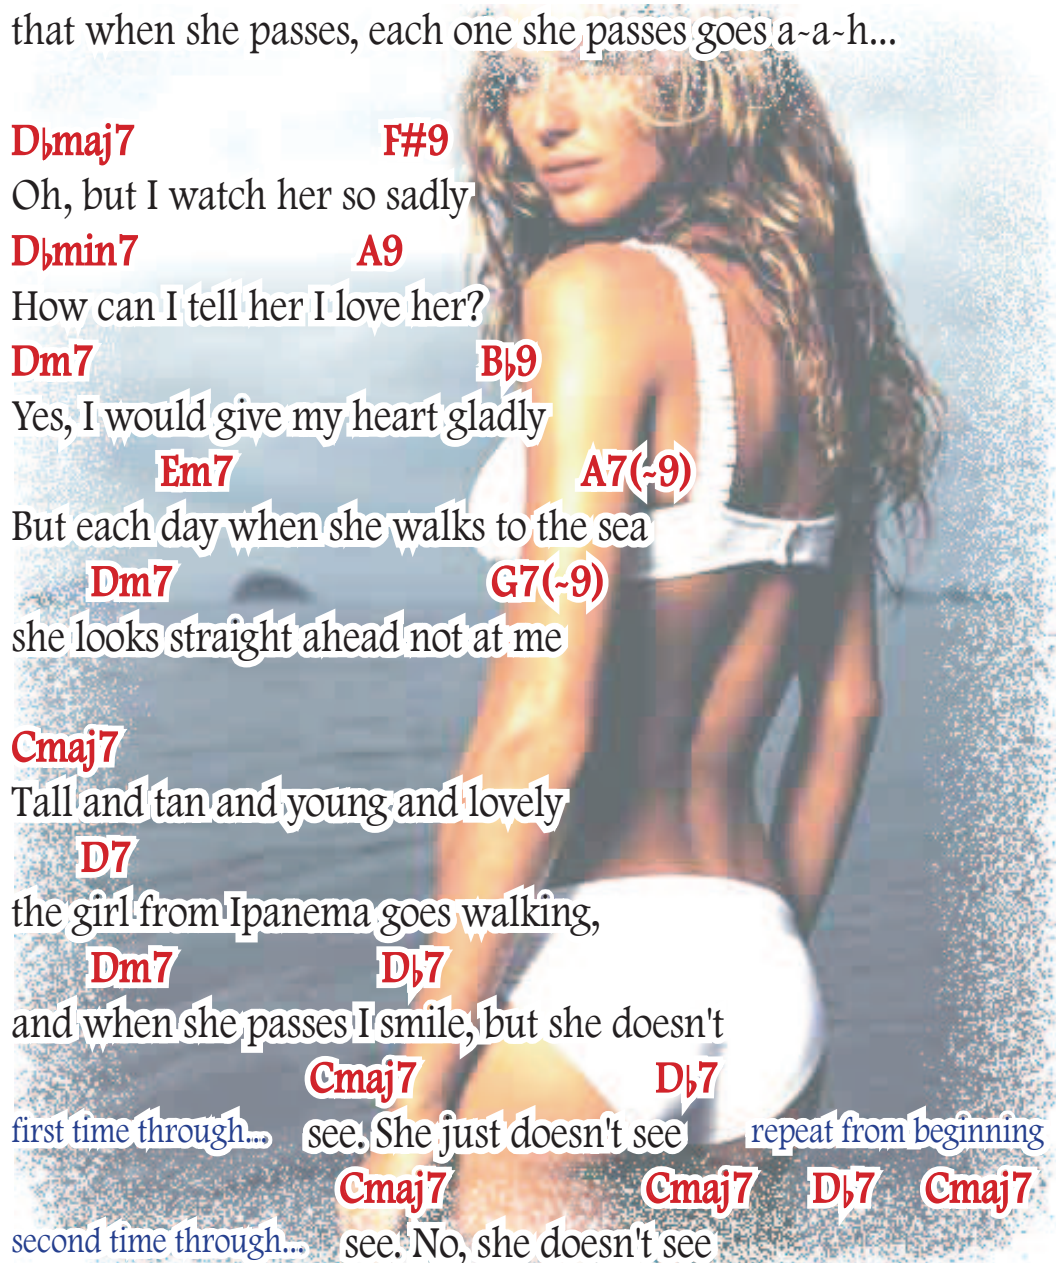 that when she passes, each one she passes goes a~a~h...
D♭maj7 F#9
Oh, but I watch her so sadly
D♭min7 A9
How can I tell her I love her?
Dm7 B♭9
Yes, I would give my heart gladly
Em7 A7(~9)
But each day when she walks to the sea
Dm7 G7(~9)
she looks straight ahead not at me
Cmaj7
Tall and tan and young and lovely
D7
the girl from Ipanema goes walking,
Dm7 D♭7
and when she passes I smile, but she doesn't
Cmaj7 D♭7
first time through... see. She just doesn't see repeat from beginning
Cmaj7 Cmaj7 D♭7 Cmaj7
second time through... see. No, she doesn't see